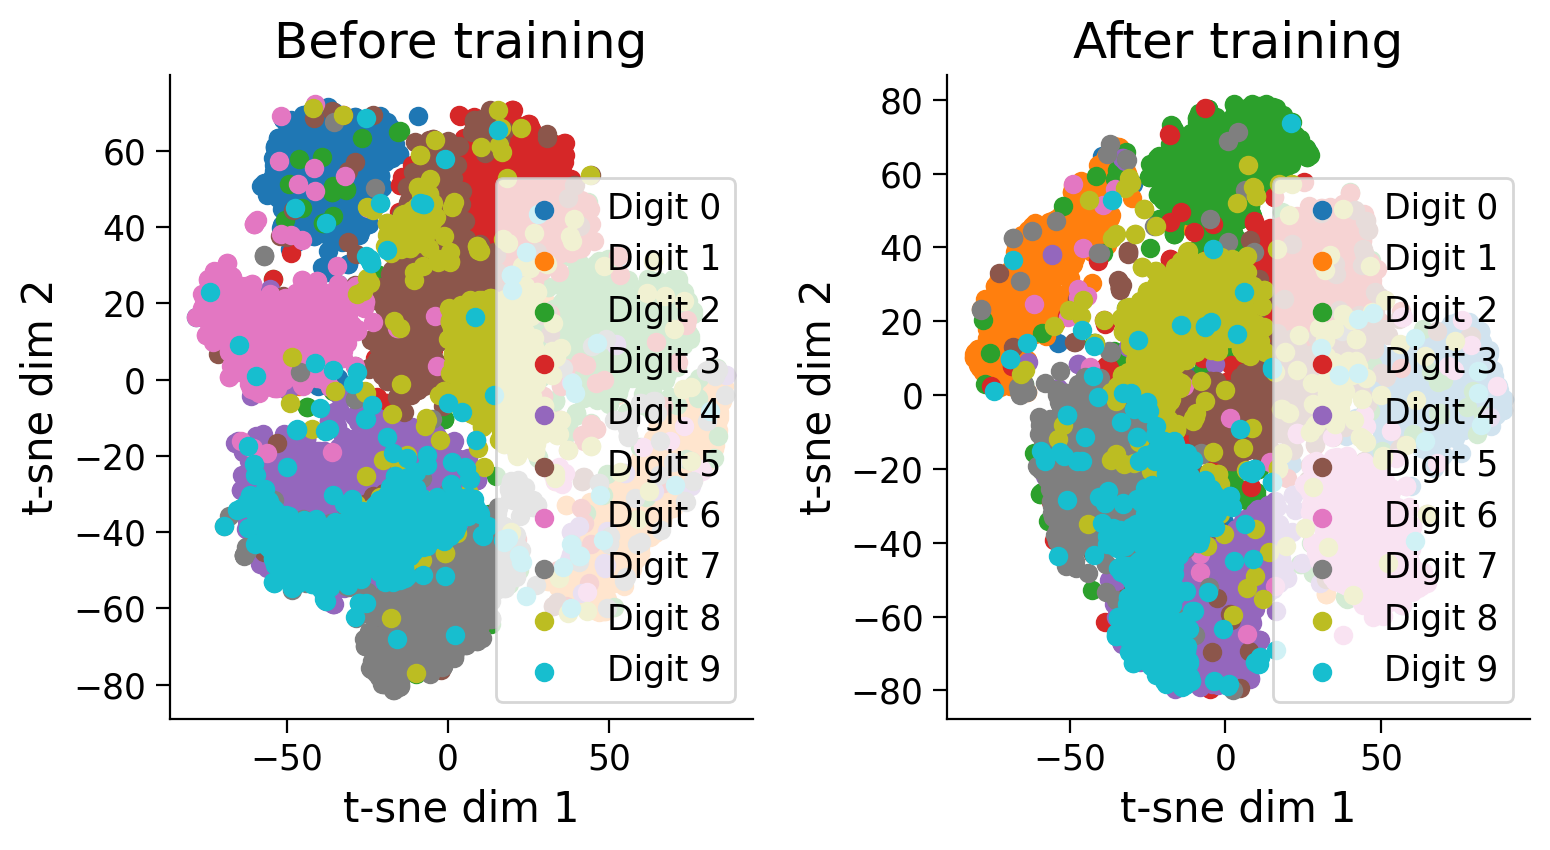 Before training
60
40
20
0
−20
−40
−60
−80
t-sne dim 2
−50 0 50
t-sne dim 1
Digit 0
Digit 1
Digit 2
Digit 3
Digit 4
Digit 5
Digit 6
Digit 7
Digit 8
Digit 9
After training
80
60
40
20
0
−20
−40
−60
−80
t-sne dim 2
−50 0 50
t-sne dim 1
Digit 0
Digit 1
Digit 2
Digit 3
Digit 4
Digit 5
Digit 6
Digit 7
Digit 8
Digit 9